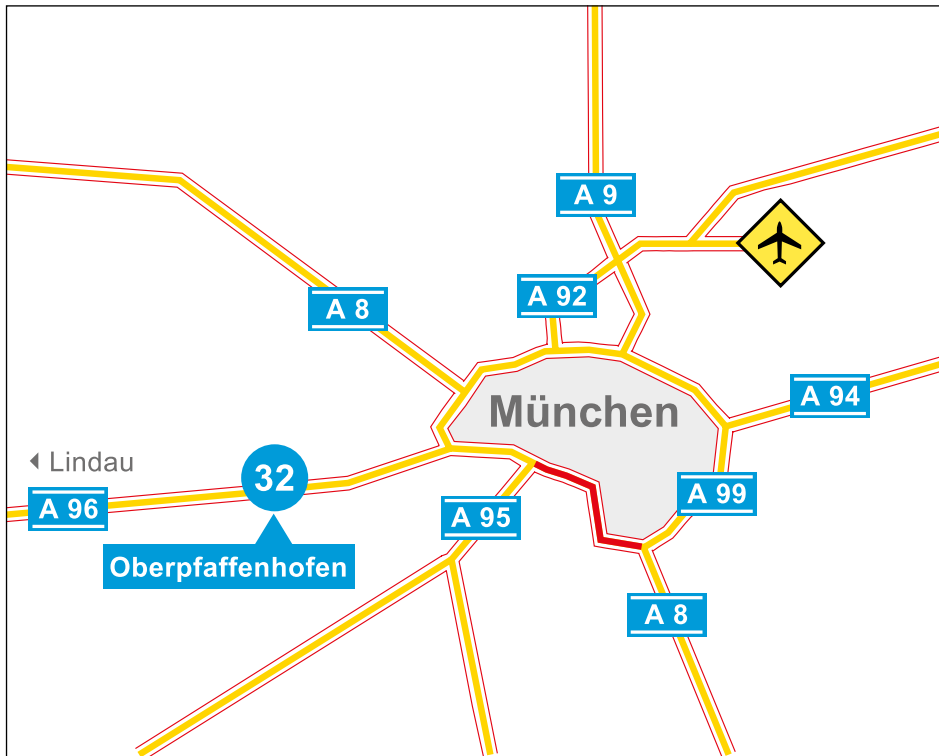 A 9
A 92
A 8
A 94
München
Lindau
32
A 96
A 95
A 99
Oberpfaffenhofen
A 8